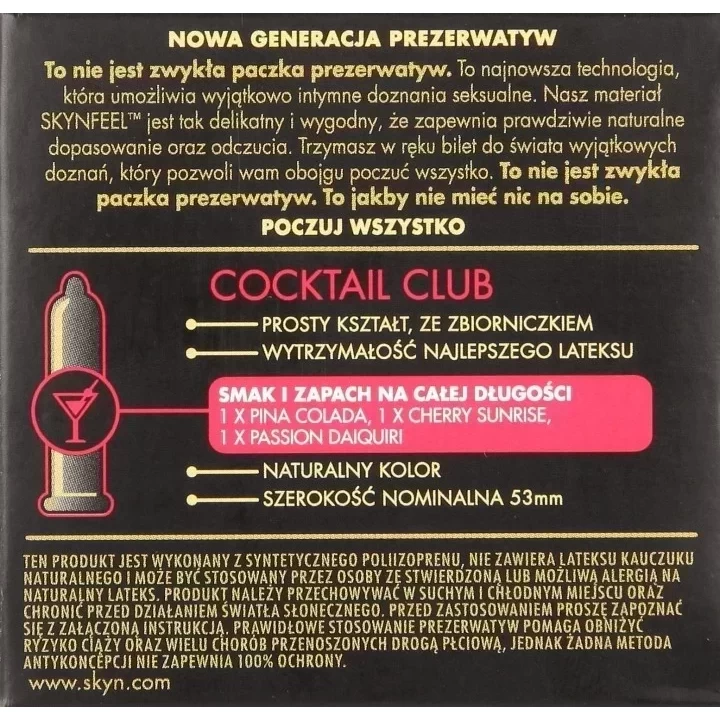 NOWA GENERACJA PREZERWATYW
To nie jest zwykła paczka prezerwatyw. To najnowsza technologia,
która umożliwia wyjątkowo intymne doznania seksualne. Nasz materiał
SKYNFEEL™ jest tak delikatny i wygodny, że zapewnia prawdziwie naturalne
dopasowanie oraz odczucia. Trzymasz w ręku bilet do świata wyjątkowych
doznań, który pozwoli wam obojgu poczuć wszystko. To nie jest zwykła
paczka prezerwatyw. To jakby nie mieć nic na sobie.
POCZUJ WSZYSTKO
COCKTAIL CLUB
PROSTY KSZTAŁT, ZE ZBIORNICZKIEM
WYTRZYMAŁOŚĆ NAJLEPSZEGO LATEKSU
SMAK I ZAPACH NA CAŁEJ DŁUGOŚCI
1 X PINA COLADA, 1 X CHERRY SUNRISE,
1 X PASSION DAIQUIRI
NATURALNY KOLOR
SZEROKOŚĆ NOMINALNA 53mm
TEN PRODUKT JEST WYKONANY Z SYNTETYCZNEGO POLIIZOPRENU, NIE ZAWIERA LATEKSU KAUCZUKU
NATURALNEGO I MOŻE BYĆ STOSOWANY PRZEZ OSOBY ZE STWIERDZONĄ LUB MOŻLIWĄ ALERGIĄ NA
NATURALNY LATEKS. PRODUKT NALEŻY PRZECHOWYWAĆ W SUCHYM I CHŁODNYM MIEJSCU ORAZ
CHRONIĆ PRZED DZIAŁANIEM ŚWIATŁA SŁONECZNEGO. PRZED ZASTOSOWANIEM PROSZĘ ZAPOZNAĆ
SIĘ Z ZAŁĄCZONĄ INSTRUKCJĄ. PRAWIDŁOWE STOSOWANIE PREZERWATYW POMAGA OBNIŻYĆ
RYZYKO CIĄŻY ORAZ WIELU CHORÓB PRZENOSZONYCH DROGĄ PŁCIOWĄ, JEDNAK ŻADNA METODA
ANTYKONCEPCJI NIE ZAPEWNIA 100% OCHRONY.
www.skyn.com